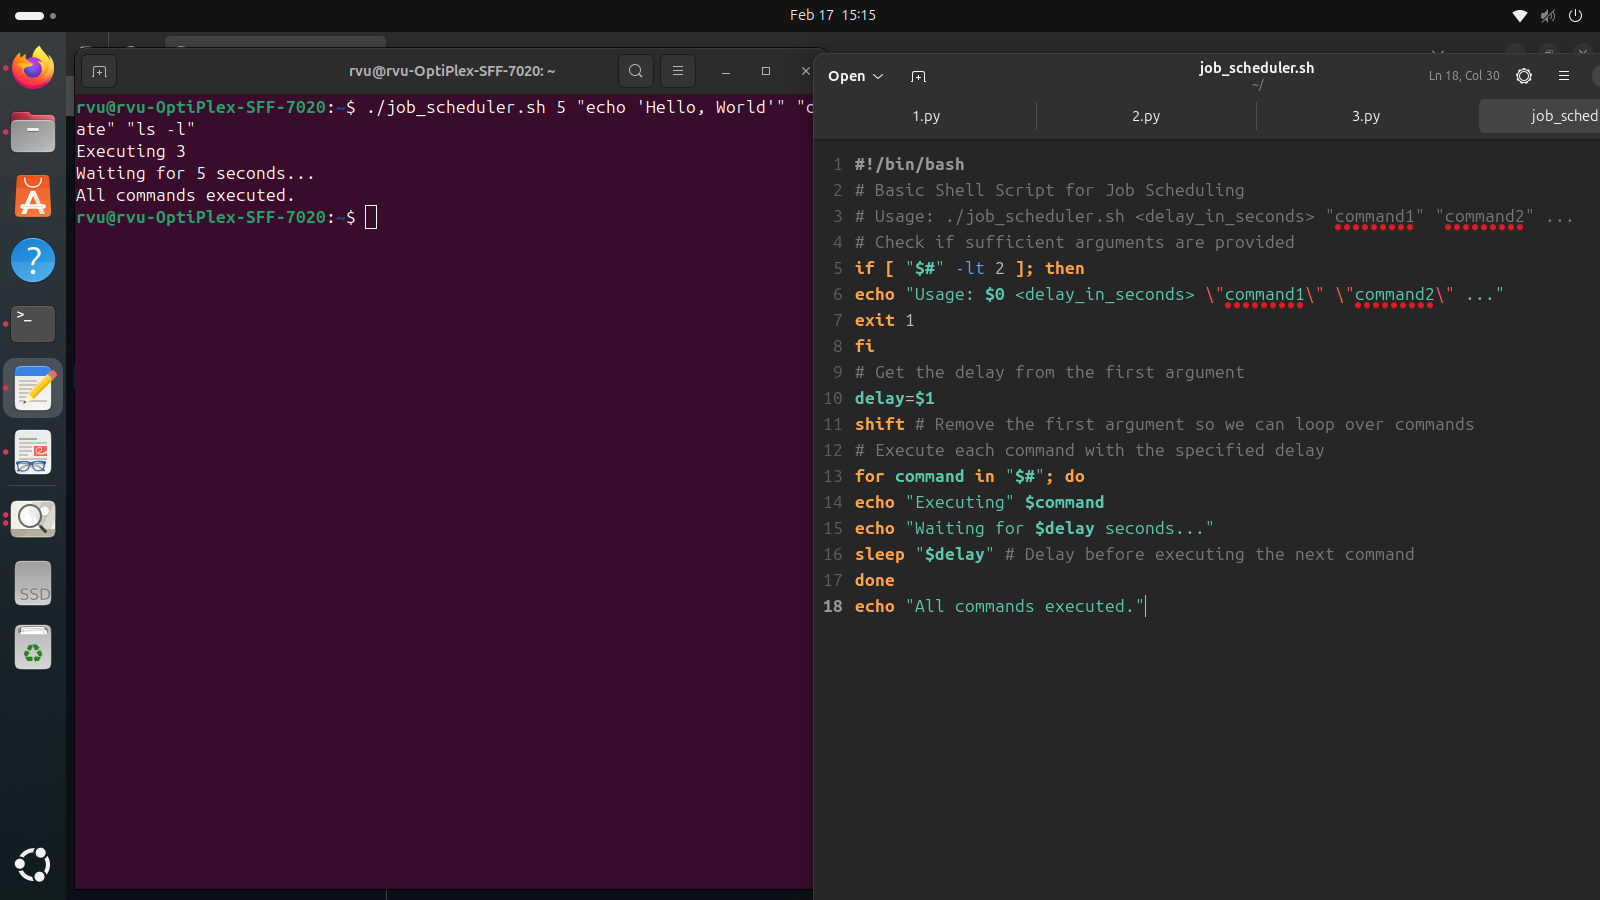 Feb 17 15:15
rvu@rvu-OptiPlex-SFF-7020: ~
rvu@rvu-OptiPlex-SFF-7020:~$ ./job_scheduler.sh 5 "echo 'Hello, World'" "
ate" "ls -l"
Executing 3
Waiting for 5 seconds...
All commands executed.
rvu@rvu-OptiPlex-SFF-7020:~$
Open
job_scheduler.sh
~/
Ln 18, Col 30
1.py
2.py
3.py
job_sched
1 #!/bin/bash
2 # Basic Shell Script for Job Scheduling
3 # Usage: ./job_scheduler.sh <delay_in_seconds> "command1" "command2" ...
4 # Check if sufficient arguments are provided
5 if [ "$#" -lt 2 ]; then
6 echo "Usage: $0 <delay_in_seconds> \"command1\" \"command2\" ..."
7 exit 1
8 fi
9 # Get the delay from the first argument
10 delay=$1
11 shift # Remove the first argument so we can loop over commands
12 # Execute each command with the specified delay
13 for command in "$#"; do
14 echo "Executing" $command
15 echo "Waiting for $delay seconds..."
16 sleep "$delay" # Delay before executing the next command
17 done
18 echo "All commands executed."
SSD